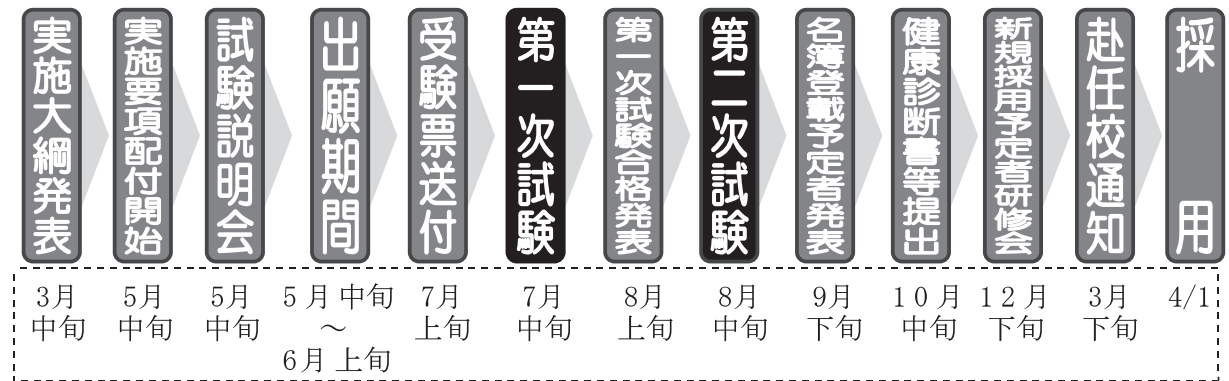 実施大綱発表
実施要項配付開始
試験説明会
出願期間
受験票送付
第一次試験
第一次試験合格発表
第二次試験
名簿登載予定者発表
健康診断書等提出
新規採用予定者研修会
赴任校通知
採用
3月
中旬
5月
中旬
5月
中旬
5月中旬
～
6月上旬
7月
上旬
7月
中旬
8月
上旬
8月
中旬
9月
下旬
10月
中旬
12月
下旬
3月
下旬
4/1